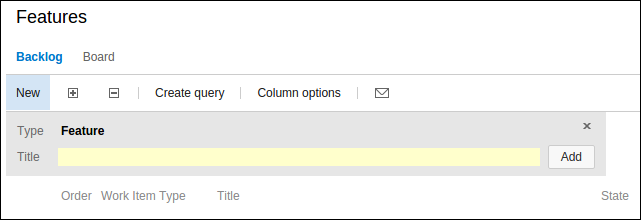 Features
Backlog Board
New Create query Column options
Type Feature
Title Add
Order Work Item Type Title State